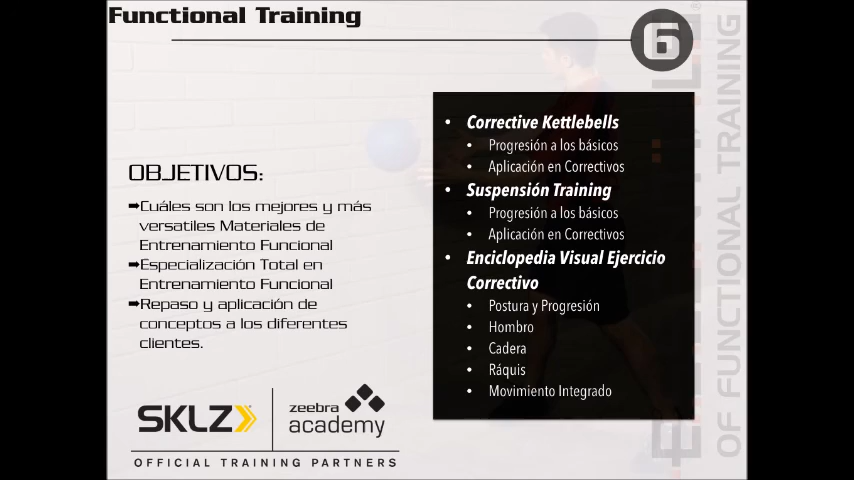 Functional Training
6
OBJETIVOS:
➡Cuáles son los mejores y más
versatiles Materiales de
Entrenamiento Funcional
➡Especialización Total en
Entrenamiento Funcional
➡Repaso y aplicación de
conceptos a los diferentes
clientes.
• Corrective Kettlebells
• Progresión a los básicos
• Aplicación en Correctivos
• Suspensión Training
• Progresión a los básicos
• Aplicación en Correctivos
• Enciclopedia Visual Ejercicio
Correctivo
• Postura y Progresión
• Hombro
• Cadera
• Ráquis
• Movimiento Integrado
SKLZ
zeebra
academy
OFFICIAL TRAINING PARTNERS
OF FUNCTIONAL TRAINING